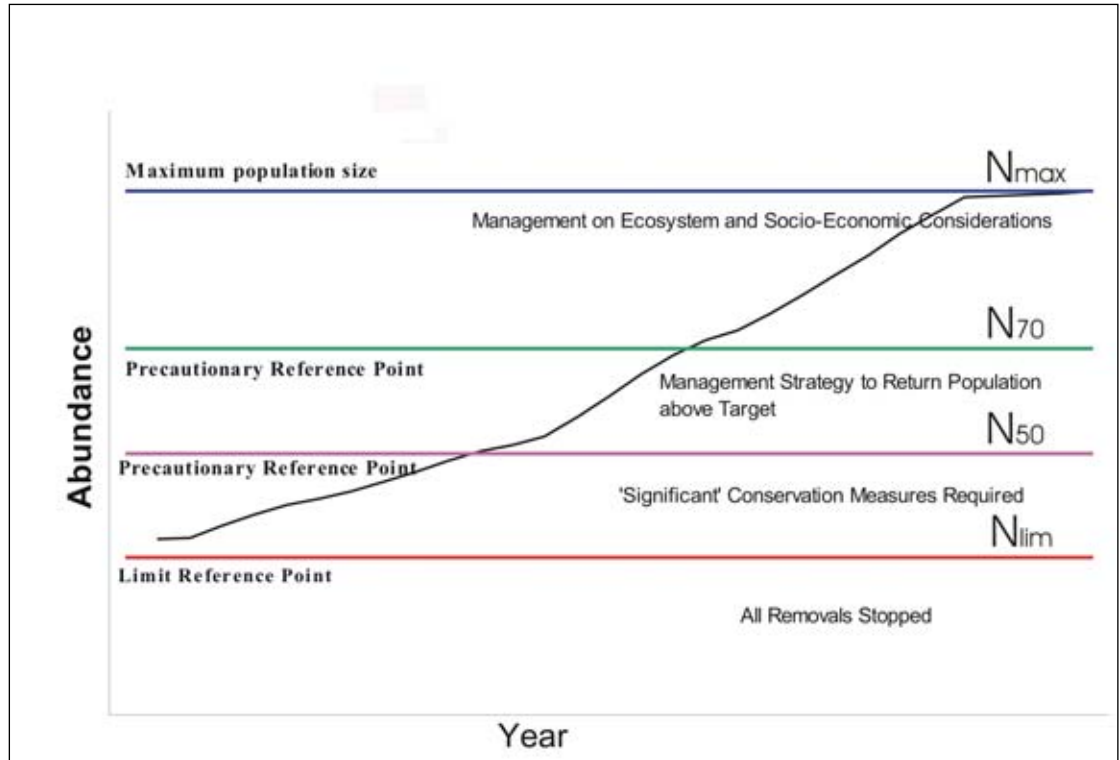 Maximum population size
Nmax
Management on Ecosystem and Socio-Economic Considerations
N70
Precautionary Reference Point
Management Strategy to Return Population
above Target
N50
Precautionary Reference Point
'Significant' Conservation Measures Required
Nlim
Limit Reference Point
All Removals Stopped
Abundance
Year